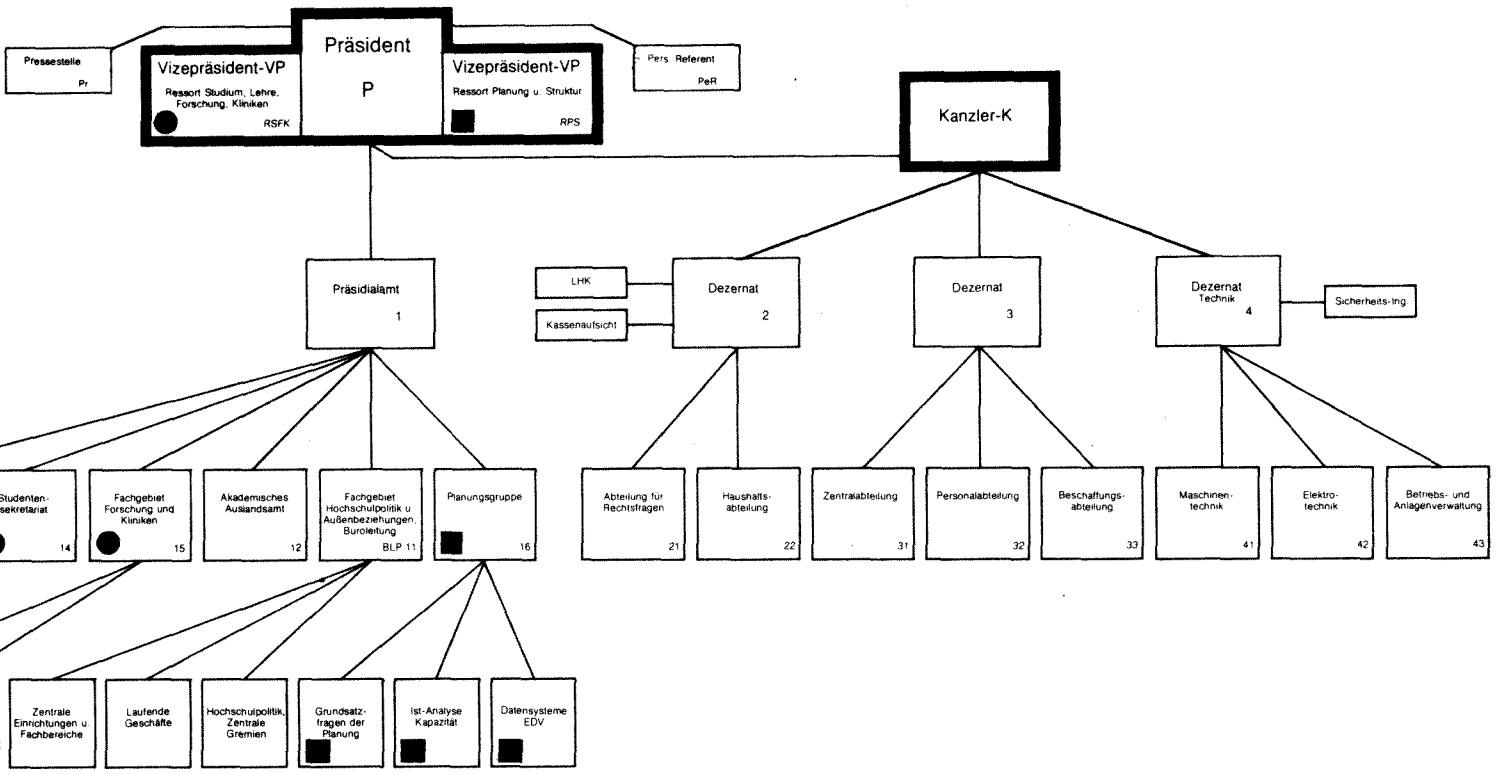 Präsident
P
Pressestelle
Pr
Vizepräsident-VP
Ressort Studium, Lehre,
Forschung, Kliniken
RSFK
Vizepräsident-VP
Ressort Planung u. Struktur
RPS
Pers Referent
PeR
Kanzler-K
Präsidialamt
1
LHK
Kassenaufsicht
Dezernat
2
Dezernat
3
Dezernat
Technik
4
Sicherheits-Ing.
Studenten-
sekretariat
14
Fachgebiet
Forschung und
Kliniken
15
Akademisches
Auslandsamt
12
Fachgebiet
Hochschulpolitik u
Außenbeziehungen,
Büroleitung
BLP 11
Planungsgruppe
16
Abteilung für
Rechtsfragen
21
Haushalts-
abteilung
22
Zentralabteilung
31
Personalabteilung
32
Beschaffungs-
abteilung
33
Maschinen-
technik
41
Elektro-
technik
42
Betriebs- und
Anlagenverwaltung
43
Zentrale
Einrichtungen u.
Fachbereiche
Laufende
Geschäfte
Hochschulpolitik,
Zentrale
Gremien
Grundsatz-
fragen der
Planung
Ist-Analyse
Kapazität
Datensysteme
EDV